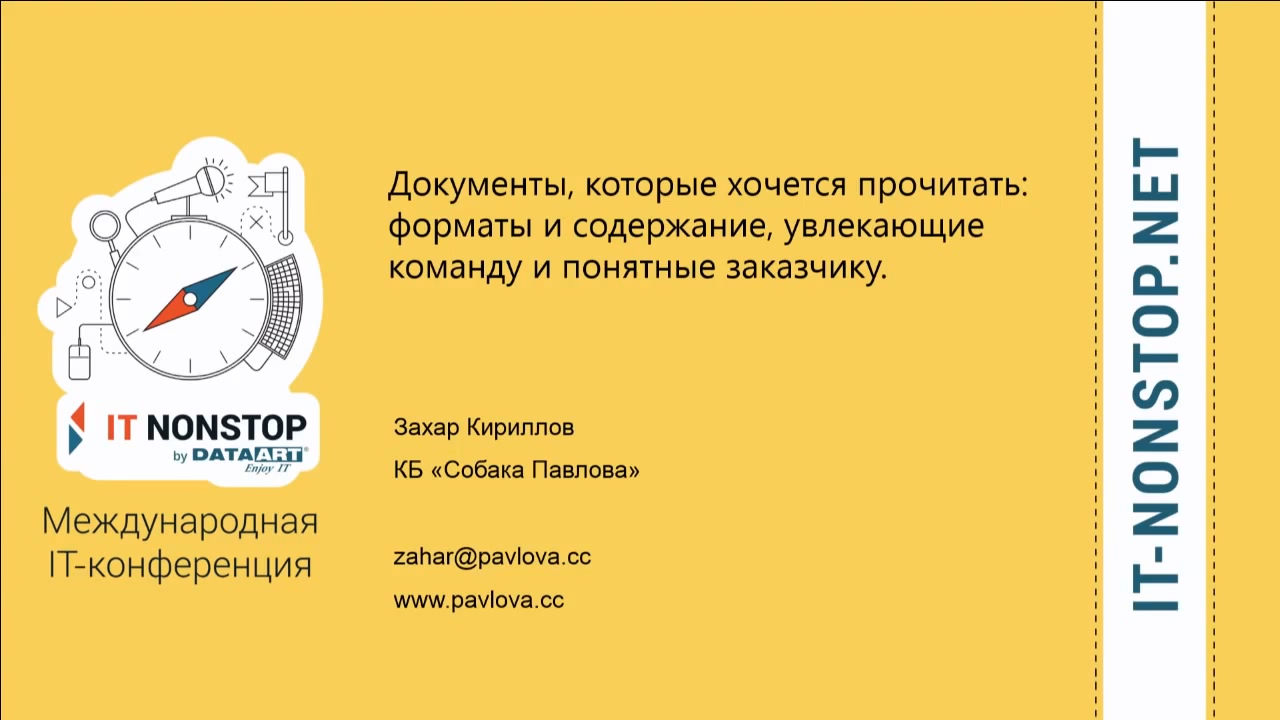 Документы, которые хочется прочитать:
форматы и содержание, увлекающие
команду и понятные заказчику.
Захар Кириллов
КБ «Собака Павлова»
zahar@pavlova.cc
www.pavlova.cc
IT NONSTOP
by DATAART®
Enjoy IT
Международная
IT-конференция
IT-NONSTOP.NET